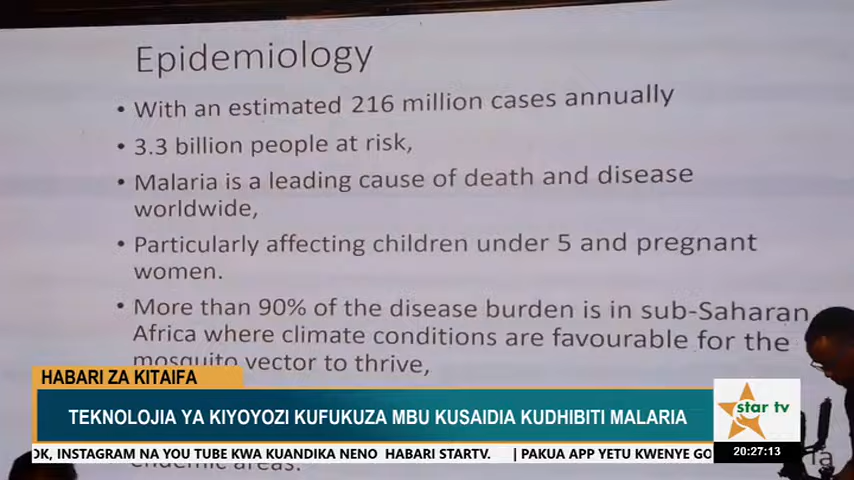 Epidemiology
• With an estimated 216 million cases annually
• 3.3 billion people at risk,
• Malaria is a leading cause of death and disease
worldwide,
• Particularly affecting children under 5 and pregnant
women.
• More than 90% of the disease burden is in sub-Saharan
Africa where climate conditions are favourable for the
mosquito vector to thrive,
HABARI ZA KITAIFA
TEKNOLOJIA YA KIYOYOZI KUFUKUZA MBU KUSAIDIA KUDHIBITI MALARIA
star tv
OK, INSTAGRAM NA YOU TUBE KWA KUANDIKA NENO HABARI STARTV. | PAKUA APP YETU KWENYE GO
20:27:13
endemic areas.